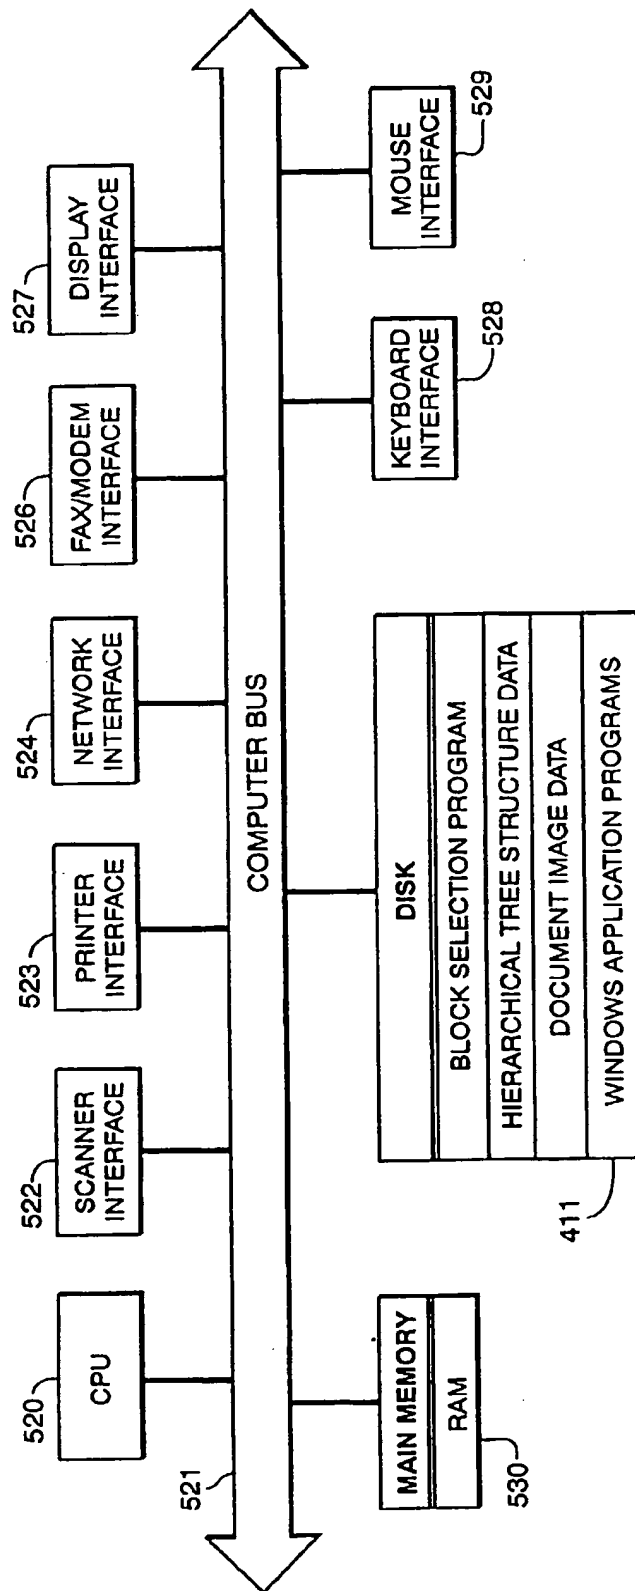 520
CPU
522
SCANNER
INTERFACE
523
PRINTER
INTERFACE
524
NETWORK
INTERFACE
526
FAX/MODEM
INTERFACE
527
DISPLAY
INTERFACE
521
COMPUTER BUS
MAIN MEMORY
RAM
530
DISK
BLOCK SELECTION PROGRAM
HIERARCHICAL TREE STRUCTURE DATA
DOCUMENT IMAGE DATA
WINDOWS APPLICATION PROGRAMS
411
KEYBOARD
INTERFACE
528
MOUSE
INTERFACE
529